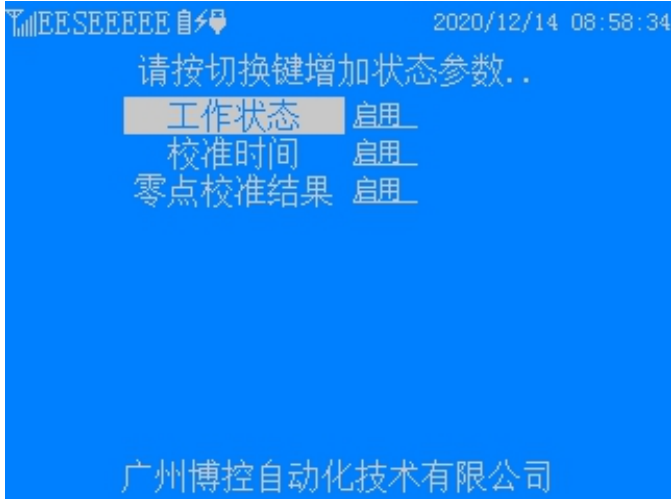 EESEEEEE 2020/12/14 08:58:34
请按切换键增加状态参数..
工作状态 启用
校准时间 启用
零点校准结果 启用
广州博控自动化技术有限公司